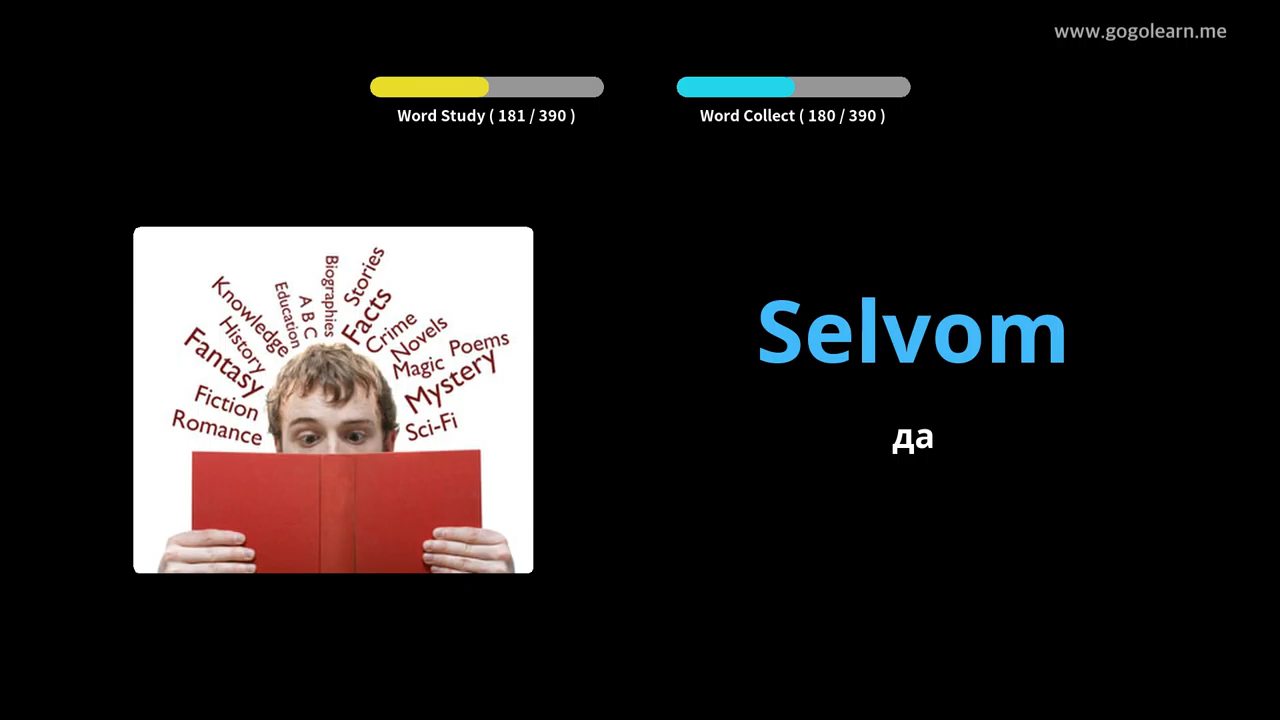 www.gogolearn.me
Word Study ( 181 / 390 )
Word Collect ( 180 / 390 )
Stories
Biographies
Facts
A B C
Education
Knowledge
Crime
Novels
History
Poems
Magic
Fantasy
Mystery
Fiction
Romance
Sci-Fi
Selvom
да